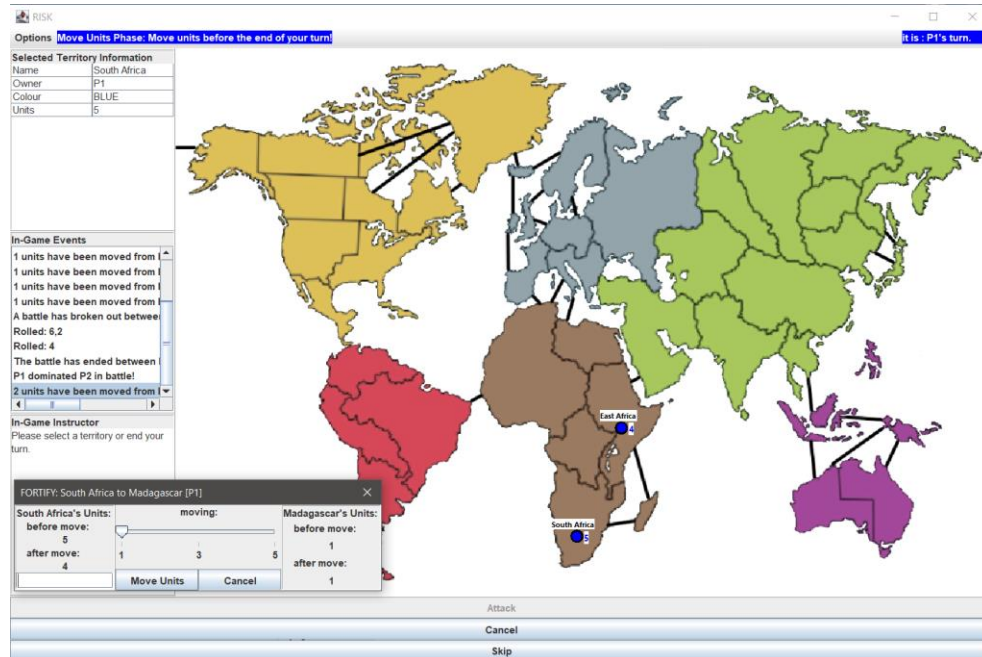 RISK
Options Move Units Phase: Move units before the end of your turn! it is : P1's turn.
Selected Territory Information
Name South Africa
Owner P1
Colour BLUE
Units 5
In-Game Events
1 units have been moved from
1 units have been moved from
1 units have been moved from
1 units have been moved from
A battle has broken out between
Rolled: 6,2
Rolled: 4
The battle has ended between
P1 dominated P2 in battle!
2 units have been moved from
In-Game Instructor
Please select a territory or end your
turn.
East Africa
4
South Africa
5
FORTIFY: South Africa to Madagascar [P1]
South Africa's Units: moving: Madagascar's Units:
before move: before move:
5 1
after move: 1 3 5 after move:
4 1
Move Units Cancel
Attack
Cancel
Skip